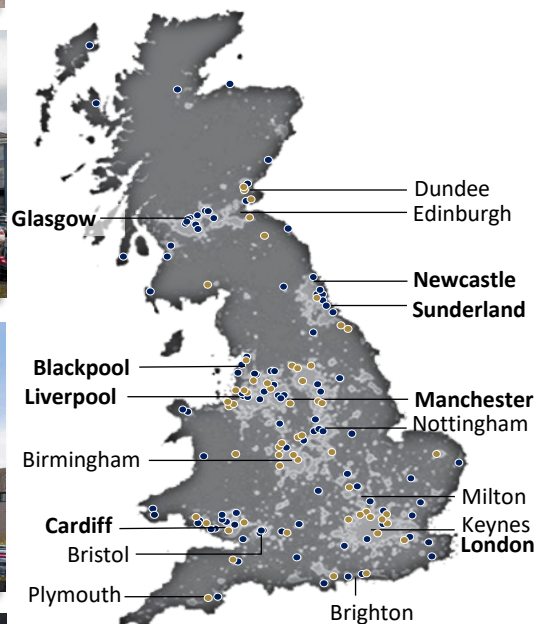 Dundee
Edinburgh
Glasgow
Newcastle
Sunderland
Blackpool
Liverpool
Manchester
Nottingham
Birmingham
Milton
Keynes
Cardiff
London
Bristol
Plymouth
Brighton